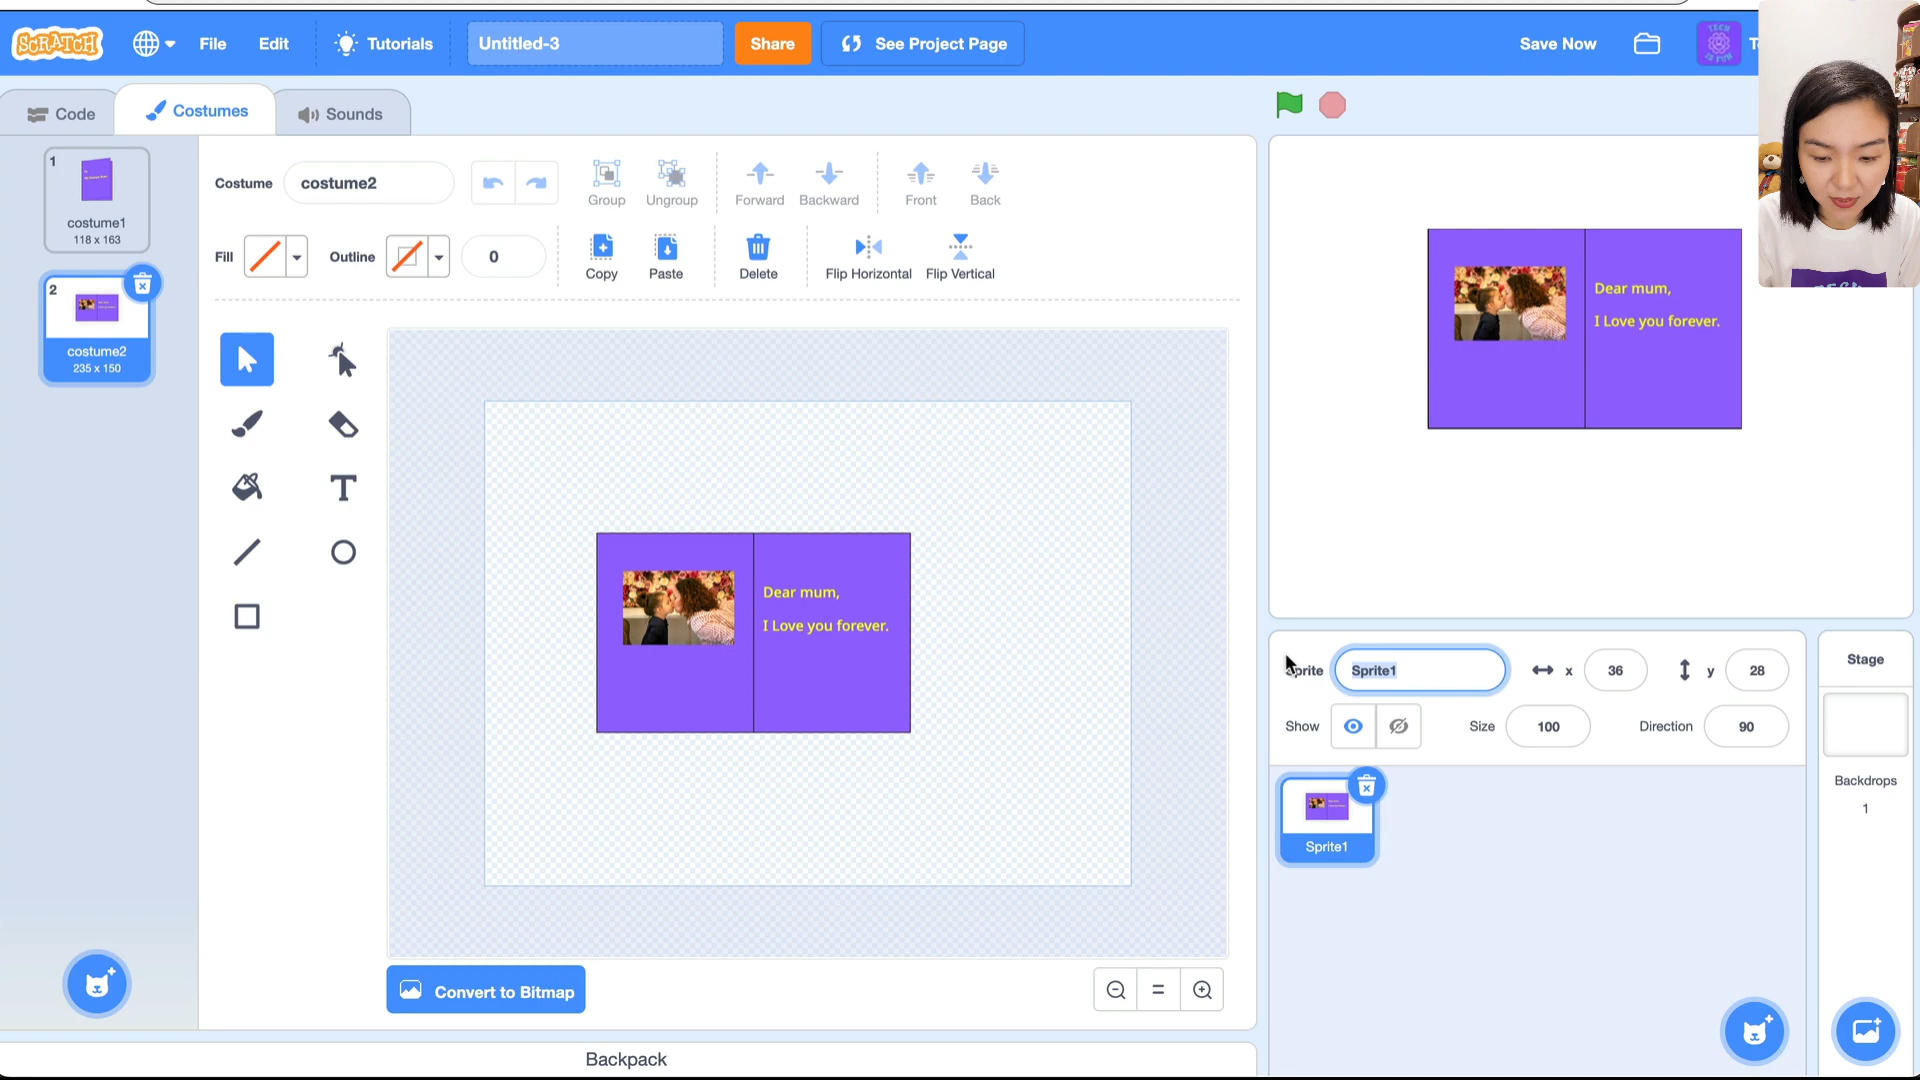 SCRATCH
File
Edit
Tutorials
Untitled-3
Share
See Project Page
Save Now
Code
Costumes
Sounds
1
costume1
118 x 163
2
costume2
235 x 150
Costume
costume2
Group
Ungroup
Forward
Backward
Front
Back
Fill
Outline
0
Copy
Paste
Delete
Flip Horizontal
Flip Vertical
Dear mum,
I Love you forever.
Convert to Bitmap
Backpack
Dear mum,
I Love you forever.
Sprite
Sprite1
x
36
y
28
Show
Size
100
Direction
90
Sprite1
Stage
Backdrops
1